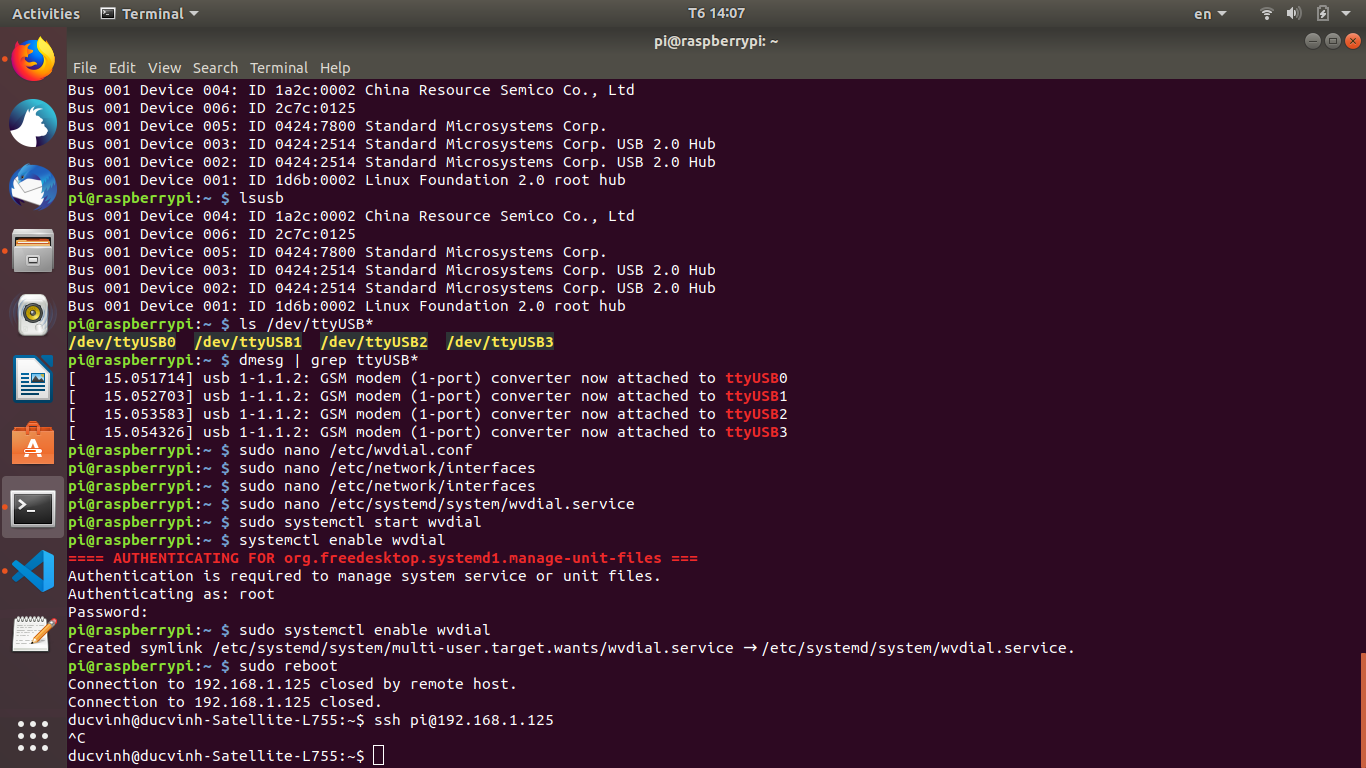 Activities Terminal T6 14:07 en
pi@raspberrypi: ~
File Edit View Search Terminal Help
Bus 001 Device 004: ID 1a2c:0002 China Resource Semico Co., Ltd
Bus 001 Device 006: ID 2c7c:0125
Bus 001 Device 005: ID 0424:7800 Standard Microsystems Corp.
Bus 001 Device 003: ID 0424:2514 Standard Microsystems Corp. USB 2.0 Hub
Bus 001 Device 002: ID 0424:2514 Standard Microsystems Corp. USB 2.0 Hub
Bus 001 Device 001: ID 1d6b:0002 Linux Foundation 2.0 root hub
pi@raspberrypi:~ $ lsusb
Bus 001 Device 004: ID 1a2c:0002 China Resource Semico Co., Ltd
Bus 001 Device 006: ID 2c7c:0125
Bus 001 Device 005: ID 0424:7800 Standard Microsystems Corp.
Bus 001 Device 003: ID 0424:2514 Standard Microsystems Corp. USB 2.0 Hub
Bus 001 Device 002: ID 0424:2514 Standard Microsystems Corp. USB 2.0 Hub
Bus 001 Device 001: ID 1d6b:0002 Linux Foundation 2.0 root hub
pi@raspberrypi:~ $ ls /dev/ttyUSB*
/dev/ttyUSB0  /dev/ttyUSB1  /dev/ttyUSB2  /dev/ttyUSB3
pi@raspberrypi:~ $ dmesg | grep ttyUSB*
[   15.051714] usb 1-1.1.2: GSM modem (1-port) converter now attached to ttyUSB0
[   15.052703] usb 1-1.1.2: GSM modem (1-port) converter now attached to ttyUSB1
[   15.053583] usb 1-1.1.2: GSM modem (1-port) converter now attached to ttyUSB2
[   15.054326] usb 1-1.1.2: GSM modem (1-port) converter now attached to ttyUSB3
pi@raspberrypi:~ $ sudo nano /etc/wvdial.conf
pi@raspberrypi:~ $ sudo nano /etc/network/interfaces
pi@raspberrypi:~ $ sudo nano /etc/network/interfaces
pi@raspberrypi:~ $ sudo nano /etc/systemd/system/wvdial.service
pi@raspberrypi:~ $ sudo systemctl start wvdial
pi@raspberrypi:~ $ systemctl enable wvdial
==== AUTHENTICATING FOR org.freedesktop.systemd1.manage-unit-files ===
Authentication is required to manage system service or unit files.
Authenticating as: root
Password:
pi@raspberrypi:~ $ sudo systemctl enable wvdial
Created symlink /etc/systemd/system/multi-user.target.wants/wvdial.service → /etc/systemd/system/wvdial.service.
pi@raspberrypi:~ $ sudo reboot
Connection to 192.168.1.125 closed by remote host.
Connection to 192.168.1.125 closed.
ducvinh@ducvinh-Satellite-L755:~$ ssh pi@192.168.1.125
^C
ducvinh@ducvinh-Satellite-L755:~$